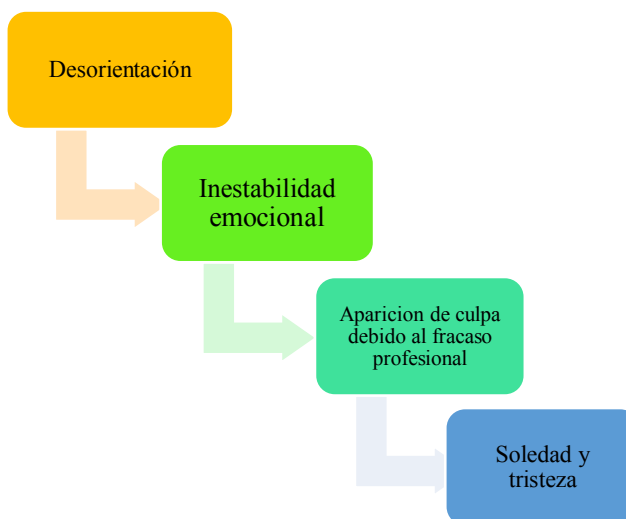 Desorientación
Inestabilidad
emocional
Aparicion de culpa
debido al fracaso
profesional
Soledad y
tristeza